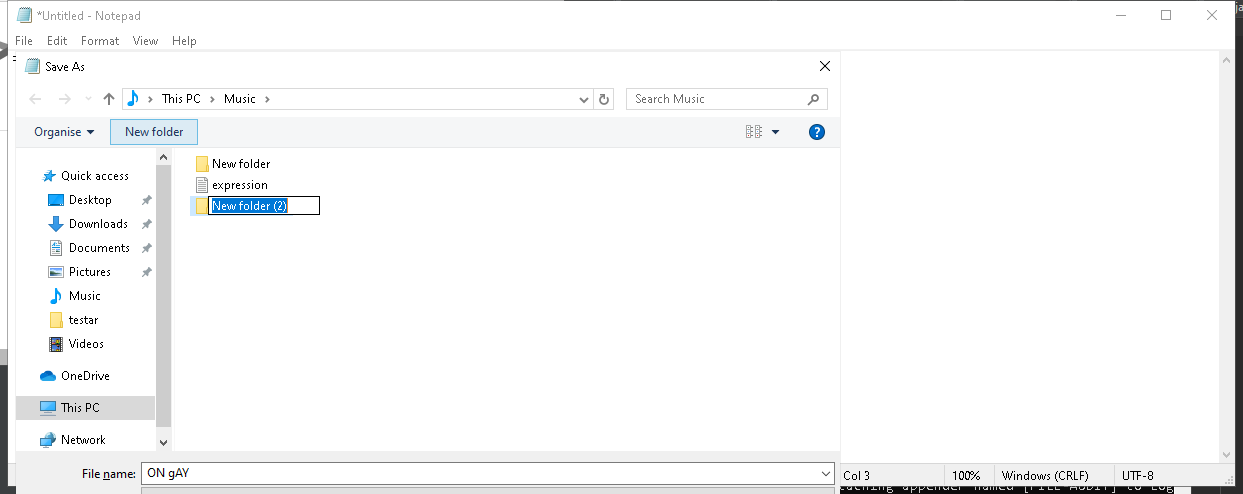 *Untitled - Notepad
File Edit Format View Help
Save As
This PC Music
Search Music
Organise New folder
Quick access
Desktop
Downloads
Documents
Pictures
Music
testar
Videos
OneDrive
This PC
Network
New folder
expression
New folder (2)
File name: ON gAY
Col 3 100% Windows (CRLF) UTF-8